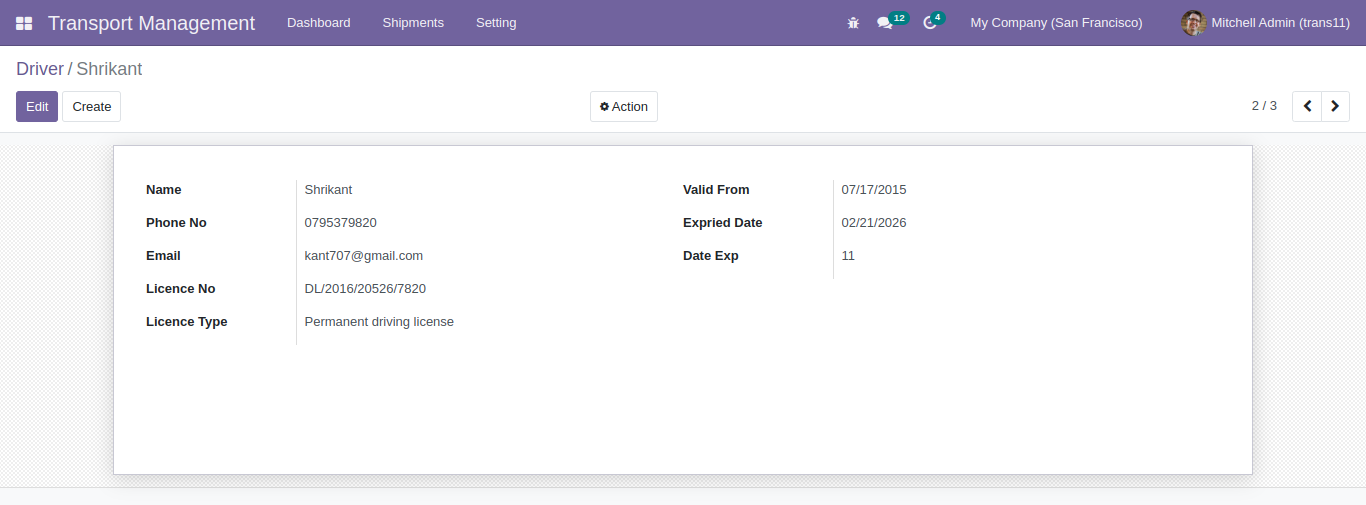 Transport Management Dashboard Shipments Setting 12 4 My Company (San Francisco) Mitchell Admin (trans11)
Driver / Shrikant
Edit Create Action 2 / 3
Name Shrikant
Phone No 0795379820
Email kant707@gmail.com
Licence No DL/2016/20526/7820
Licence Type Permanent driving license
Valid From 07/17/2015
Expried Date 02/21/2026
Date Exp 11